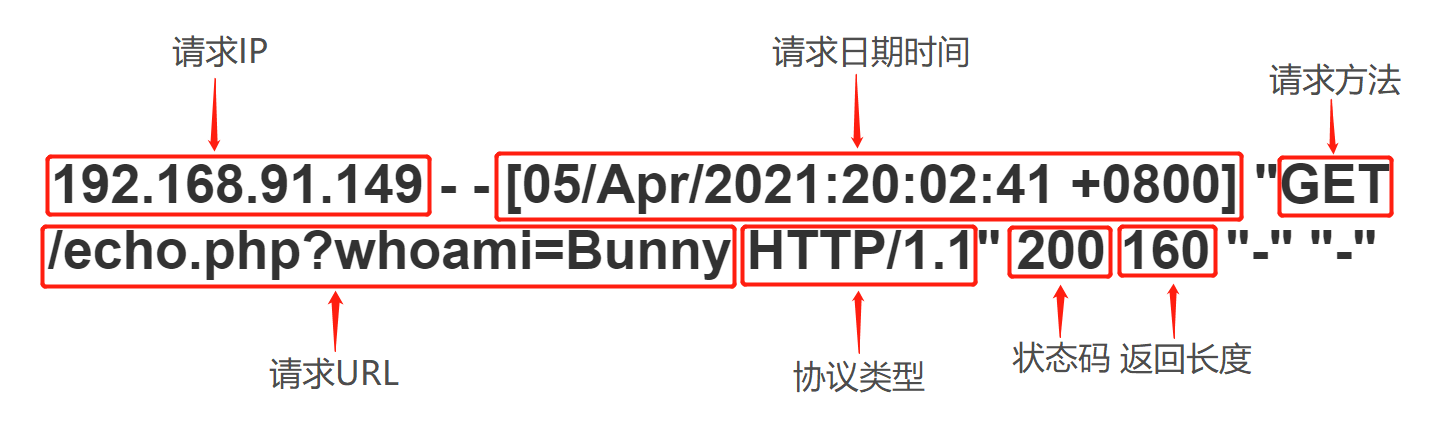 请求IP
请求日期时间
请求方法
192.168.91.149 - - [05/Apr/2021:20:02:41 +0800] "GET
/echo.php?whoami=Bunny HTTP/1.1" 200 160 "-" "-"
请求URL
协议类型
状态码
返回长度